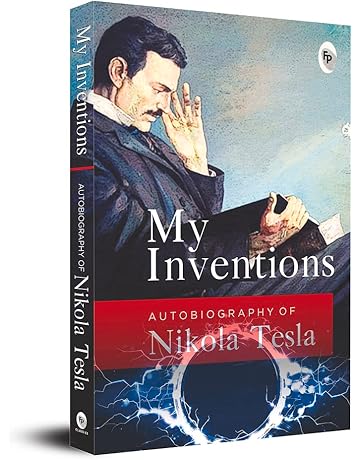 My Inventions
AUTOBIOGRAPHY OF
Nikola Tesla
FP
My
Inventions
AUTOBIOGRAPHY OF
Nikola Tesla